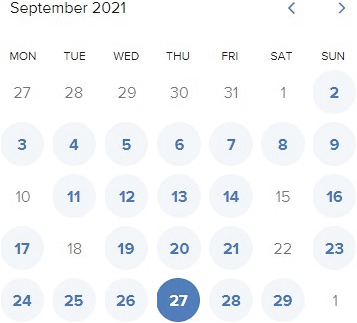 September 2021
MON TUE WED THU FRI SAT SUN
27 28 29 30 31 1 2
3 4 5 6 7 8 9
10 11 12 13 14 15 16
17 18 19 20 21 22 23
24 25 26 27 28 29 1